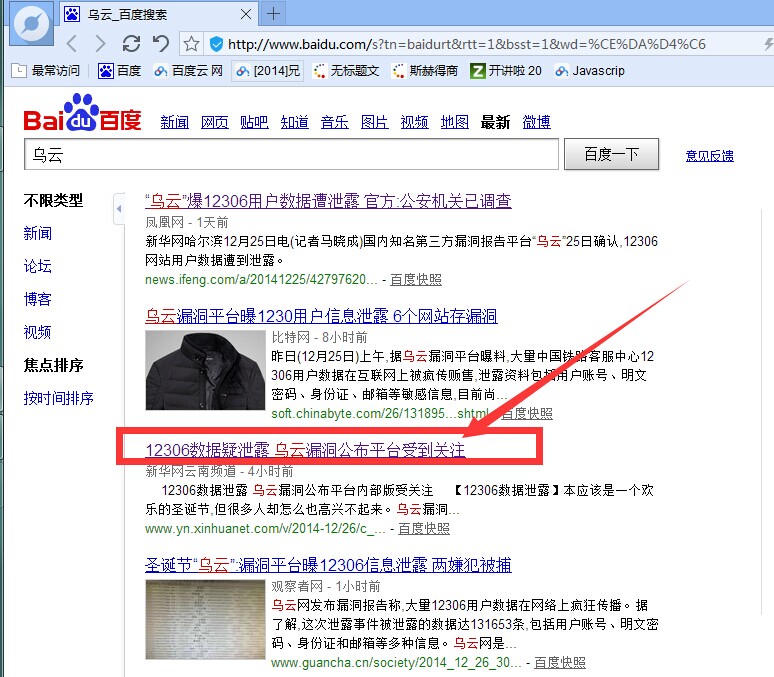 乌云_百度搜索
http://www.baidu.com/s?tn=baidurt&rtt=1&bsst=1&wd=%CE%DA%D4%C6
最常访问 百度 百度云 网 [2014]兄 无标题文 斯赫得商 开讲啦 20 Javascript
Bai du 百度 新闻 网页 贴吧 知道 音乐 图片 视频 地图 最新 微博
乌云 百度一下 意见反馈
不限类型
新闻
论坛
博客
视频
焦点排序
按时间排序
“乌云”爆12306用户数据遭泄露 官方:公安机关已调查
凤凰网 - 1天前
新华网哈尔滨12月25日电(记者马晓成)国内知名第三方漏洞报告平台“乌云”25日确认,12306
网站用户数据遭到泄露。
news.ifeng.com/a/20141225/42797620... - 百度快照
乌云漏洞平台曝1230用户信息泄露 6个网站存漏洞
比特网 - 8小时前
昨日(12月25日)上午,据乌云漏洞平台曝料,大量中国铁路客服中心12
306用户数据在互联网上被疯传贩售,泄露资料包括用户账号、明文
密码、身份证、邮箱等敏感信息,目前尚...
soft.chinabyte.com/26/131895...shtml - 百度快照
12306数据疑泄露 乌云漏洞公布平台受到关注
新华网云南频道 - 4小时前
12306数据泄露 乌云漏洞公布平台内部版受关注 【12306数据泄露】本应该是一个欢
乐的圣诞节,但很多人却怎么也高兴不起来。乌云漏洞...
www.yn.xinhuanet.com/v/2014-12/26/c_... - 百度快照
圣诞节“乌云”:漏洞平台曝12306信息泄露 两嫌犯被捕
观察者网 - 1小时前
乌云网发布漏洞报告称,大量12306用户数据在网络上疯狂传播。据
了解,这次泄露事件被泄露的数据达131653条,包括用户账号、明文密
码、身份证和邮箱等多种信息。乌云网是...
www.guancha.cn/society/2014_12_26_30... - 百度快照